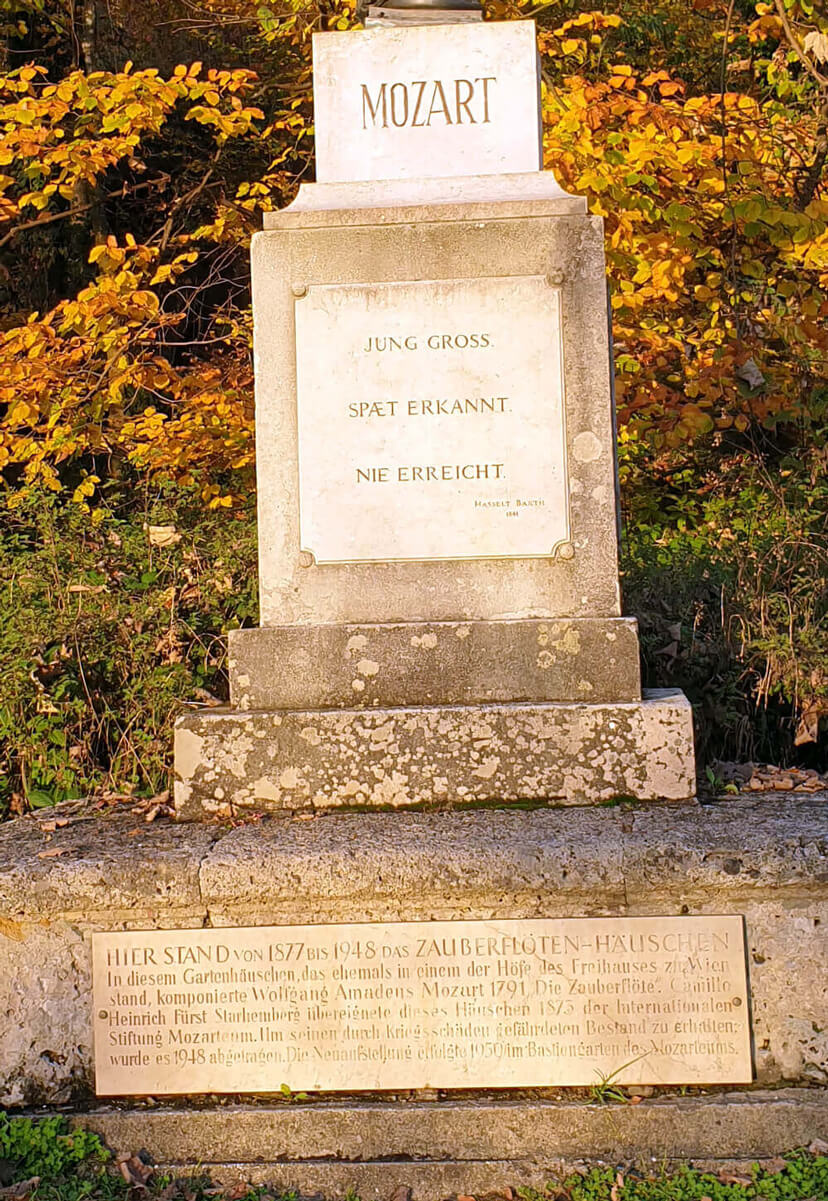 MOZART
JUNG GROSS.
SPÆT ERKANNT.
NIE ERREICHT.
HASSELT BARTH
1881
HIER STAND VON 1877 BIS 1948 DAS ZAUBERFLÖTEN-HÄUSCHEN
In diesem Gartenhäuschen, das ehemals in einem der Höfe des Freihauses zu Wien
stand, komponierte Wolfgang Amadeus Mozart 1791 „Die Zauberflöte“. Camillo
Heinrich Fürst Starhemberg übereignete dieses Häuschen 1873 der Internationalen
Stiftung Mozarteum. Um seinen durch Kriegsschäden gefährdeten Bestand zu erhalten,
wurde es 1948 abgetragen. Die Neuaufstellung erfolgte 1950 im Bastiongarten des Mozarteums.